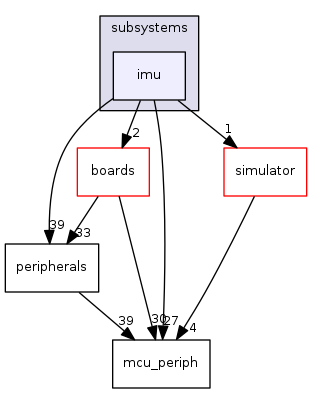 subsystems
imu
2
1
boards
simulator
39
33
peripherals
39
30
27
4
mcu_periph